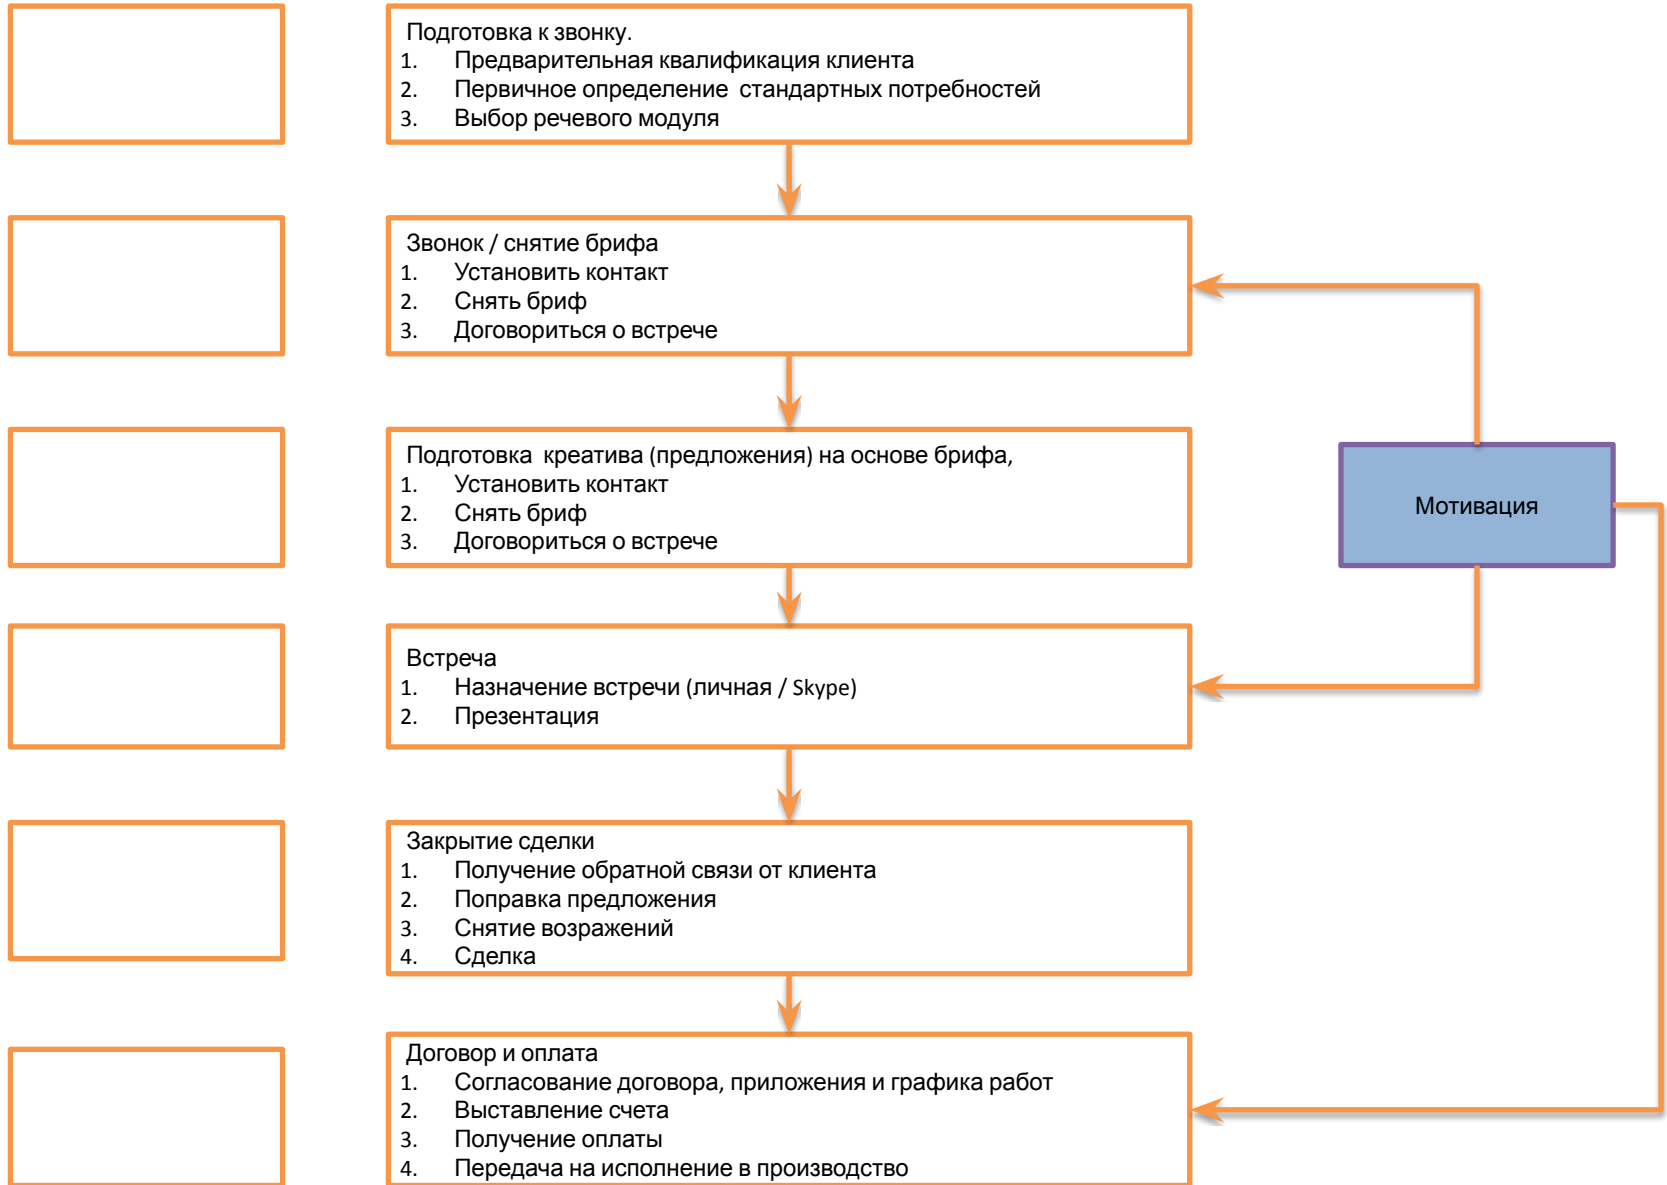 Подготовка к звонку.
1. Предварительная квалификация клиента
2. Первичное определение стандартных потребностей
3. Выбор речевого модуля
Звонок / снятие брифа
1. Установить контакт
2. Снять бриф
3. Договориться о встрече
Подготовка креатива (предложения) на основе брифа,
1. Установить контакт
2. Снять бриф
3. Договориться о встрече
Мотивация
Встреча
1. Назначение встречи (личная / Skype)
2. Презентация
Закрытие сделки
1. Получение обратной связи от клиента
2. Поправка предложения
3. Снятие возражений
4. Сделка
Договор и оплата
1. Согласование договора, приложения и графика работ
2. Выставление счета
3. Получение оплаты
4. Передача на исполнение в производство